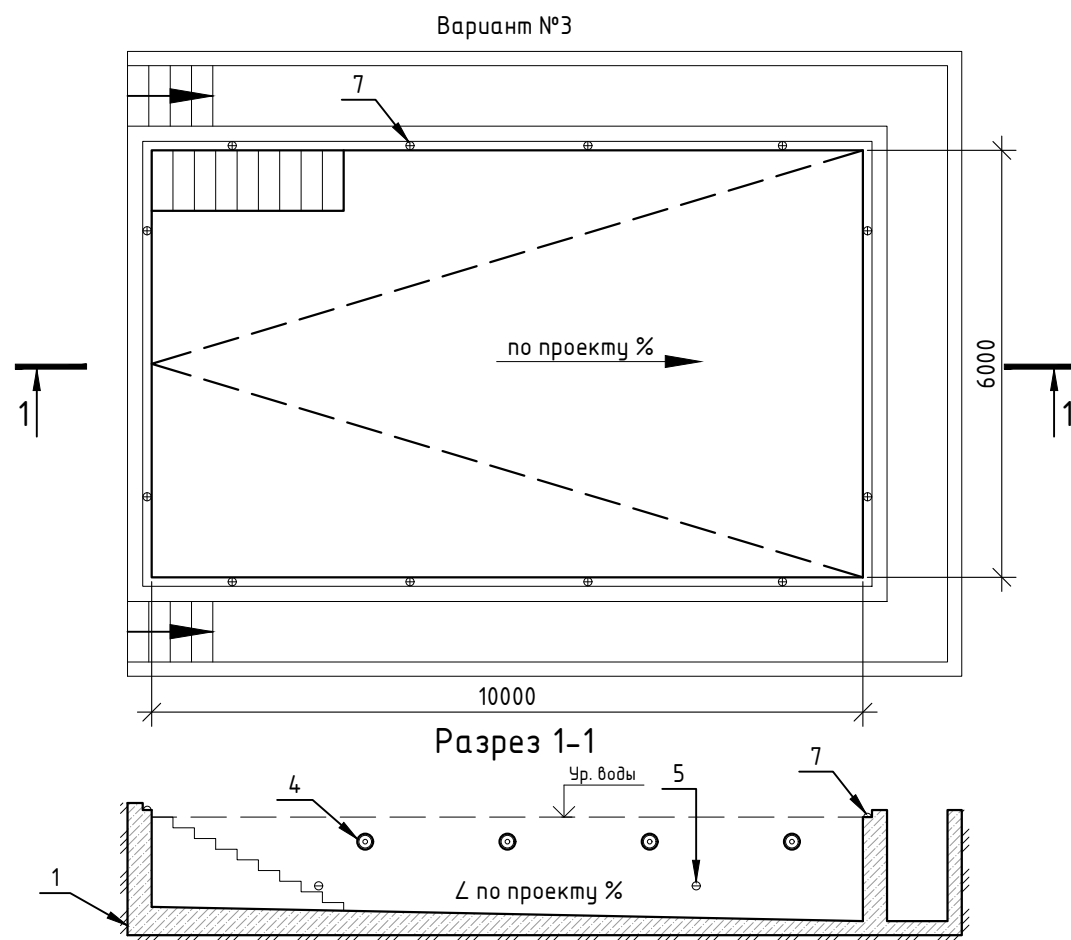 Вариант №3
7
по проекту %
6000
1
1
10000
Разрез 1-1
4
Ур. воды
5
7
1
∠ по проекту %